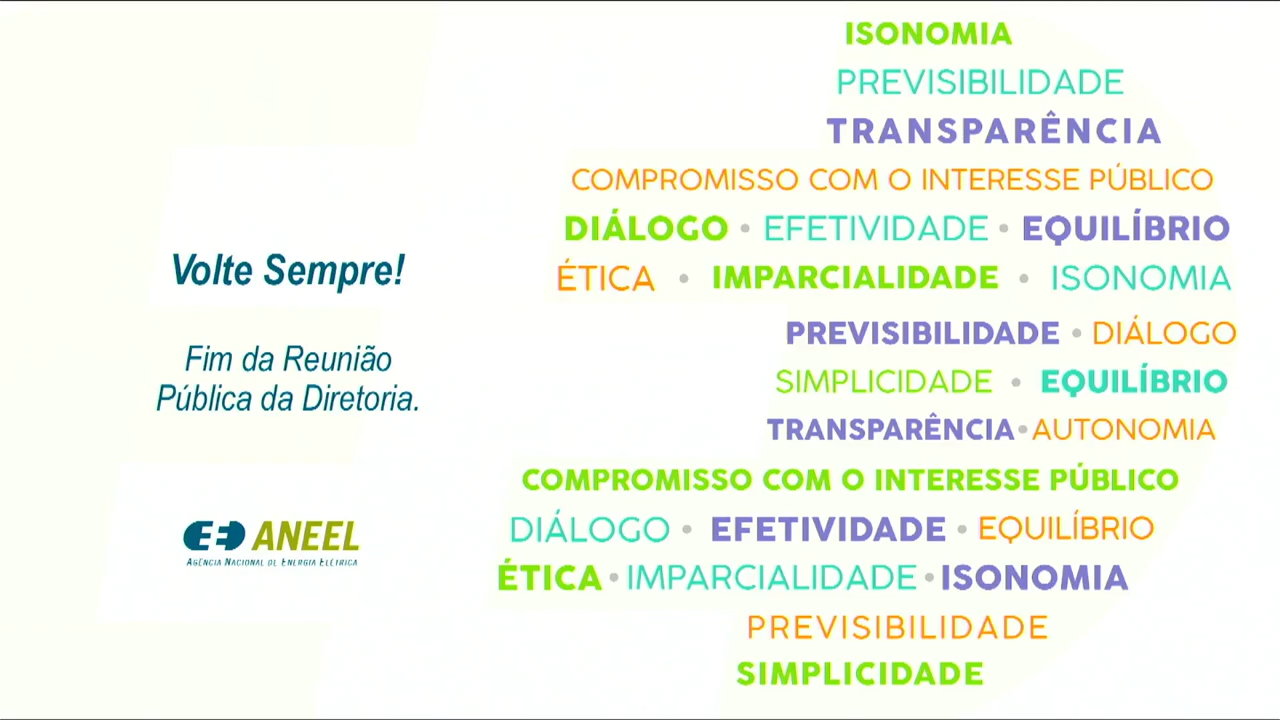 Volte Sempre!
Fim da Reunião
Pública da Diretoria.
ANEEL
AGÊNCIA NACIONAL DE ENERGIA ELÉTRICA
ISONOMIA
PREVISIBILIDADE
TRANSPARÊNCIA
COMPROMISSO COM O INTERESSE PÚBLICO
DIÁLOGO • EFETIVIDADE • EQUILÍBRIO
ÉTICA • IMPARCIALIDADE • ISONOMIA
PREVISIBILIDADE • DIÁLOGO
SIMPLICIDADE • EQUILÍBRIO
TRANSPARÊNCIA • AUTONOMIA
COMPROMISSO COM O INTERESSE PÚBLICO
DIÁLOGO • EFETIVIDADE • EQUILÍBRIO
ÉTICA • IMPARCIALIDADE • ISONOMIA
PREVISIBILIDADE
SIMPLICIDADE